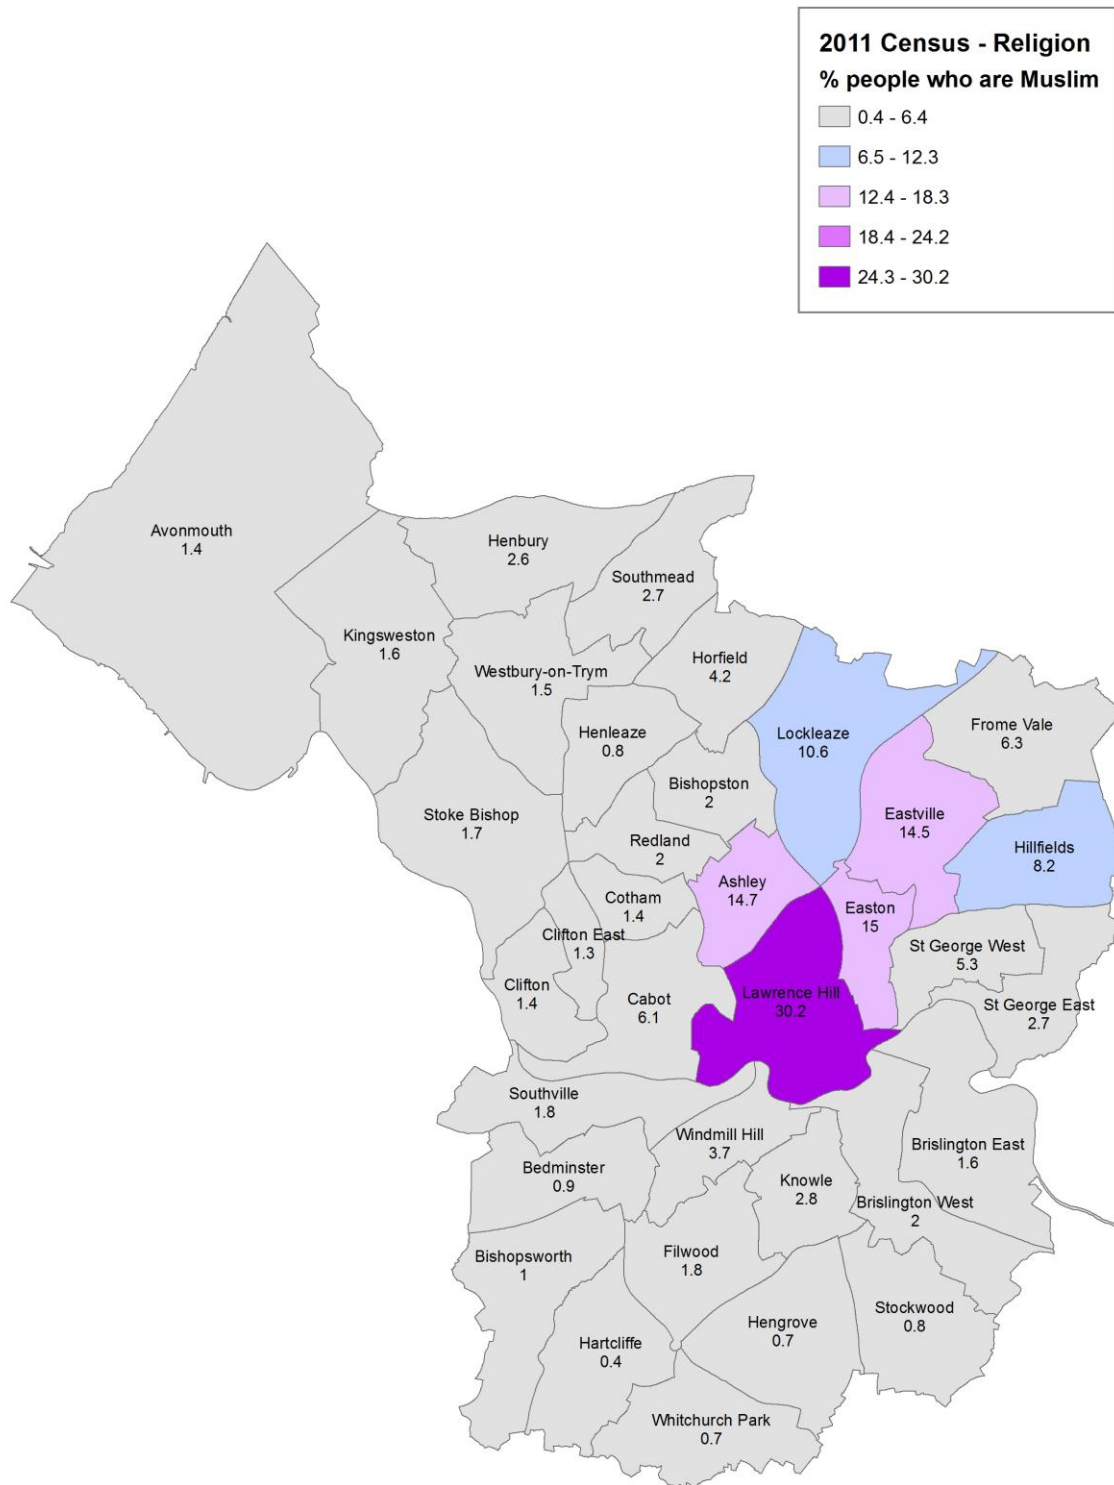 2011 Census - Religion
% people who are Muslim
0.4 - 6.4
6.5 - 12.3
12.4 - 18.3
18.4 - 24.2
24.3 - 30.2
Avonmouth
1.4
Henbury
2.6
Southmead
2.7
Kingsweston
1.6
Westbury-on-Trym
1.5
Horfield
4.2
Henleaze
0.8
Lockleaze
10.6
Frome Vale
6.3
Bishopston
2
Stoke Bishop
1.7
Eastville
14.5
Redland
2
Hillfields
8.2
Ashley
14.7
Cotham
1.4
Easton
15
Clifton East
1.3
St George West
5.3
Clifton
1.4
Cabot
6.1
Lawrence Hill
30.2
St George East
2.7
Southville
1.8
Windmill Hill
3.7
Brislington East
1.6
Bedminster
0.9
Knowle
2.8
Brislington West
2
Bishopsworth
1
Filwood
1.8
Stockwood
0.8
Hengrove
0.7
Hartcliffe
0.4
Whitchurch Park
0.7